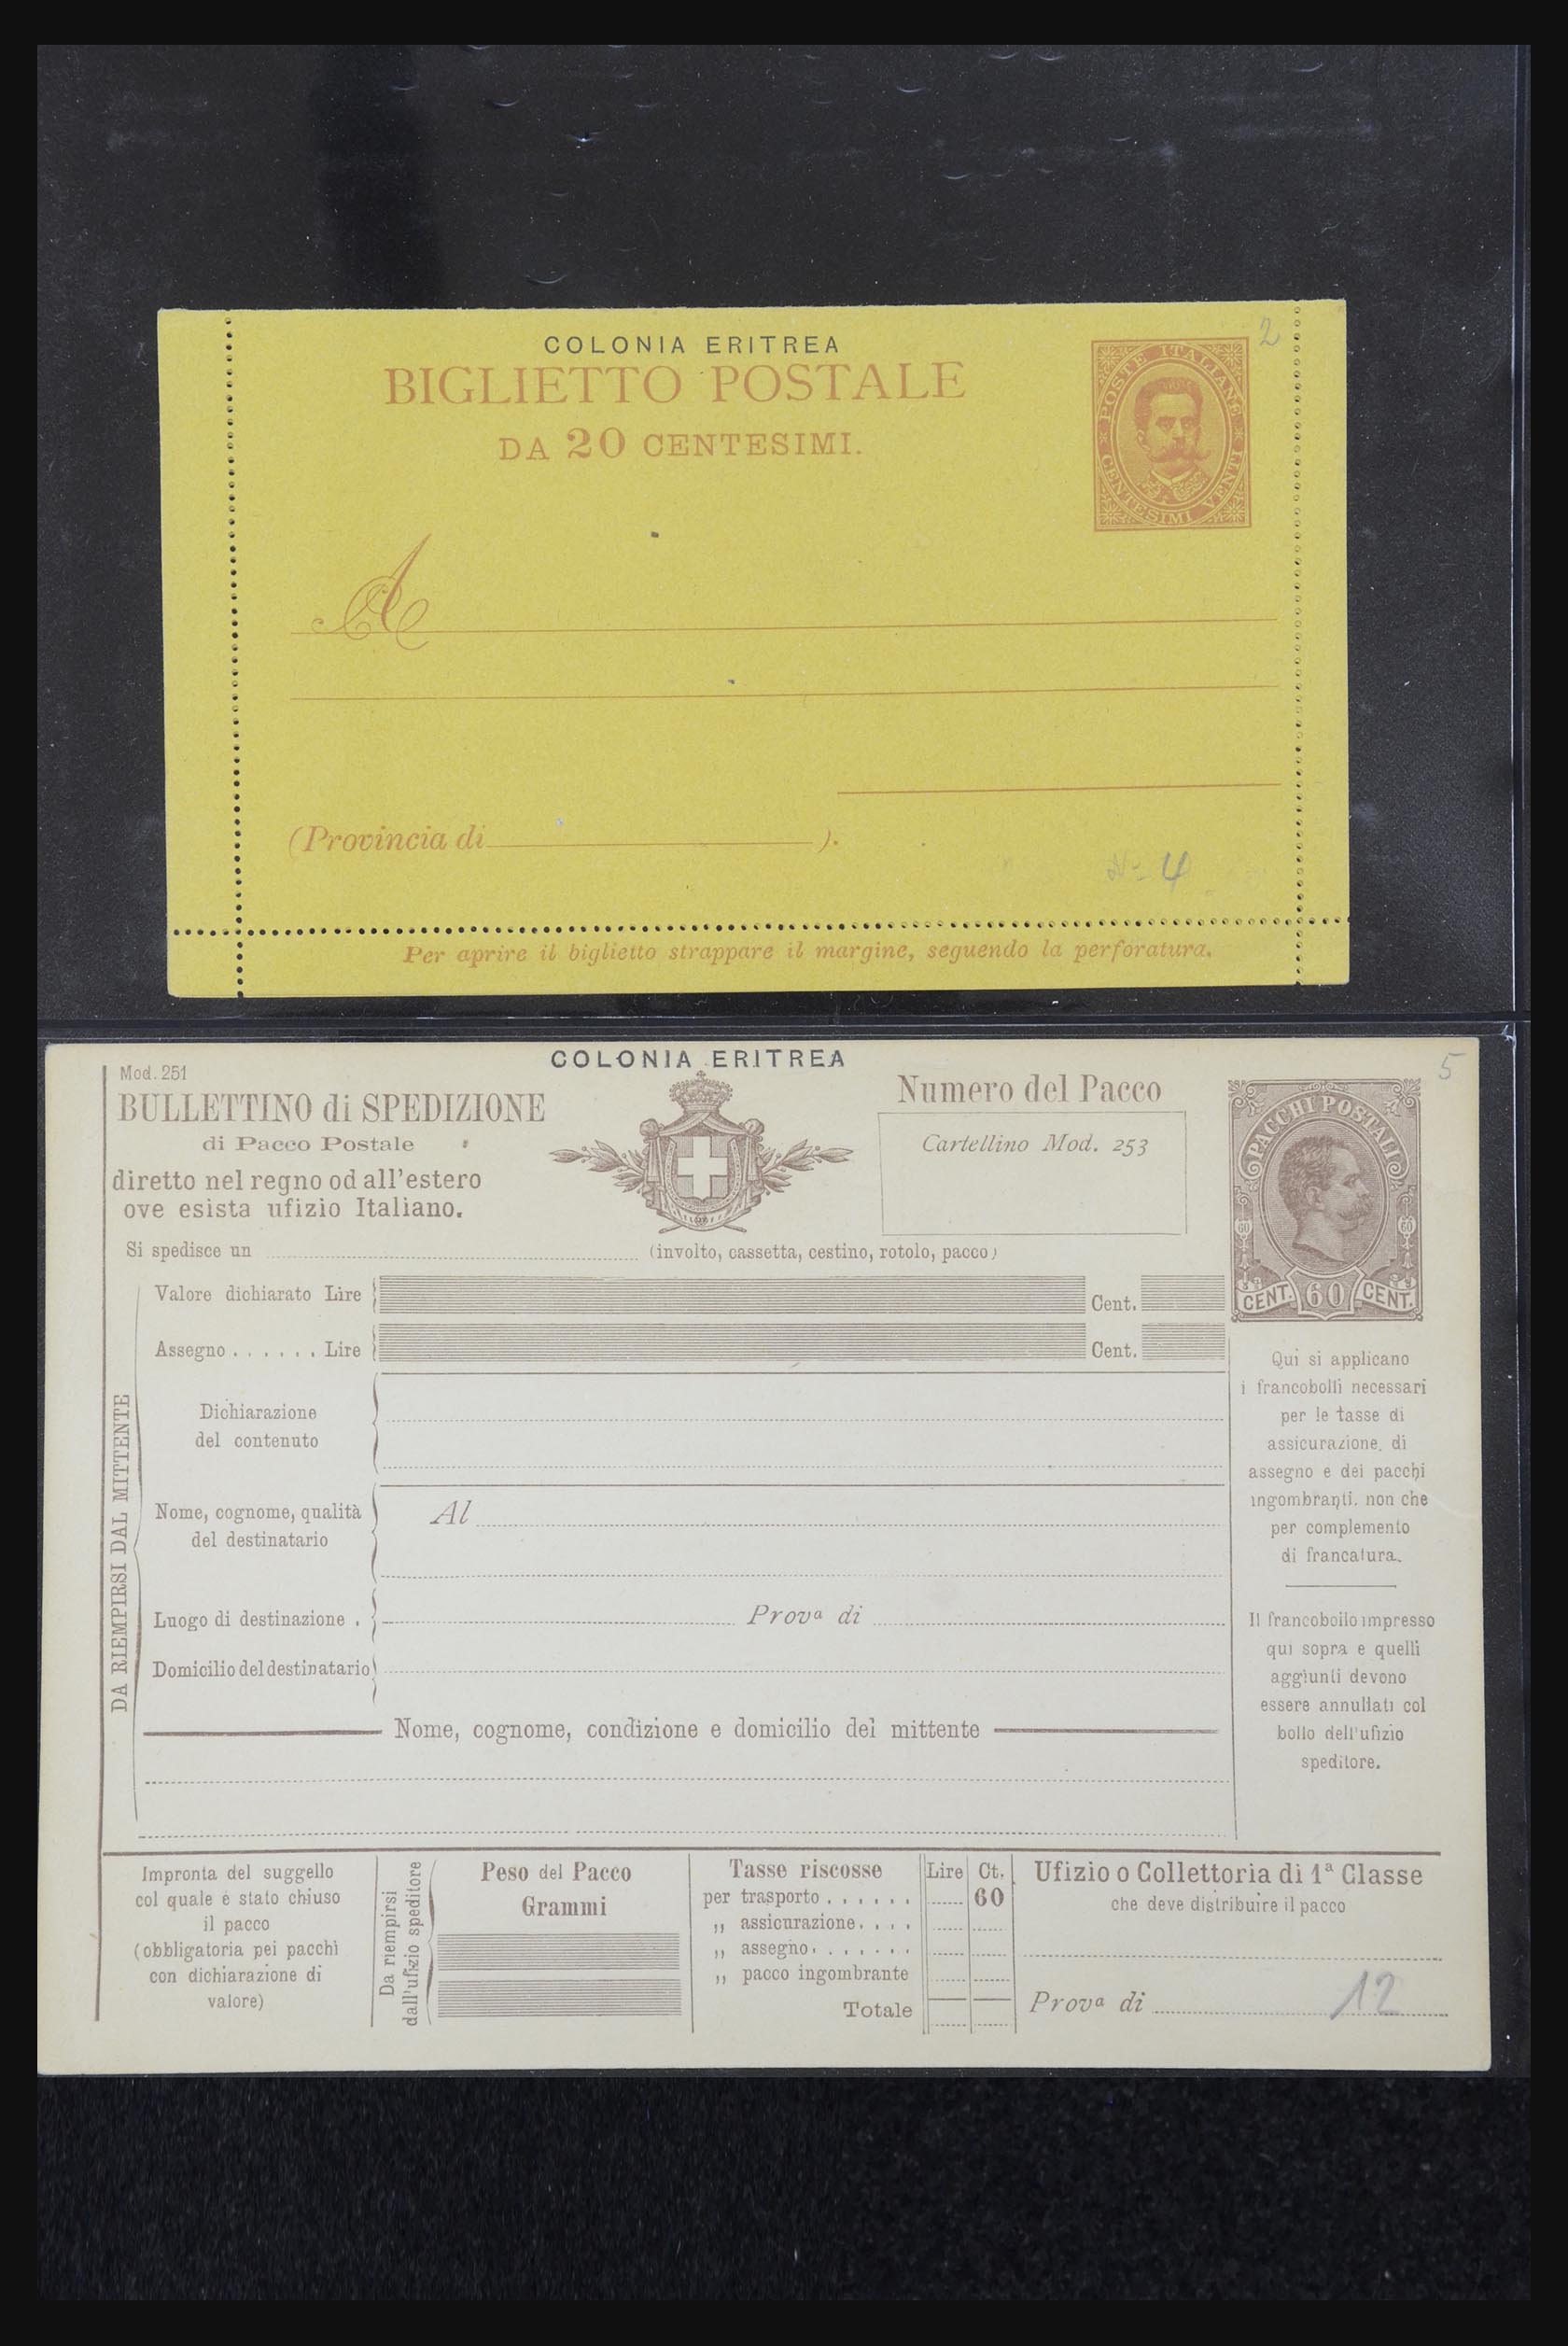 COLONIA ERITREA
2
BIGLIETTO POSTALE
DA 20 CENTESIMI.
POSTE ITALIANE
CENTESIMI VENTI
A
(Provincia di ).
No 4
Per aprire il biglietto strappare il margine, seguendo la perforatura.
COLONIA ERITREA
5
Mod. 251
BULLETTINO di SPEDIZIONE
di Pacco Postale
diretto nel regno od all'estero
ove esista ufizio Italiano.
Numero del Pacco
Cartellino Mod. 253
PACCHI POSTALI
60 60
CENT. 60 CENT.
Si spedisce un (involto, cassetta, cestino, rotolo, pacco)
Valore dichiarato Lire Cent.
Assegno . . . . . . Lire Cent.
DA RIEMPIRSI DAL MITTENTE
Dichiarazione
del contenuto
Nome, cognome, qualità
del destinatario
Al
Luogo di destinazione . Prova di
Domicilio del destinatario
Nome, cognome, condizione e domicilio del mittente
Qui si applicano
i francobolli necessari
per le tasse di
assicurazione, di
assegno e dei pacchi
ingombranti, non che
per complemento
di francatura.
Il francobollo impresso
qui sopra e quelli
aggiunti devono
essere annullati col
bollo dell'ufizio
speditore.
Impronta del suggello
col quale è stato chiuso
il pacco
(obbligatoria pei pacchi
con dichiarazione di
valore)
Da riempirsi
dall'ufizio speditore
Peso del Pacco
Grammi
Tasse riscosse Lire Ct.
per trasporto . . . . . . 60
„ assicurazione. . . .
„ assegno. . . . . . .
„ pacco ingombrante
Totale
Ufizio o Collettoria di 1ª Classe
che deve distribuire il pacco
Prova di 12